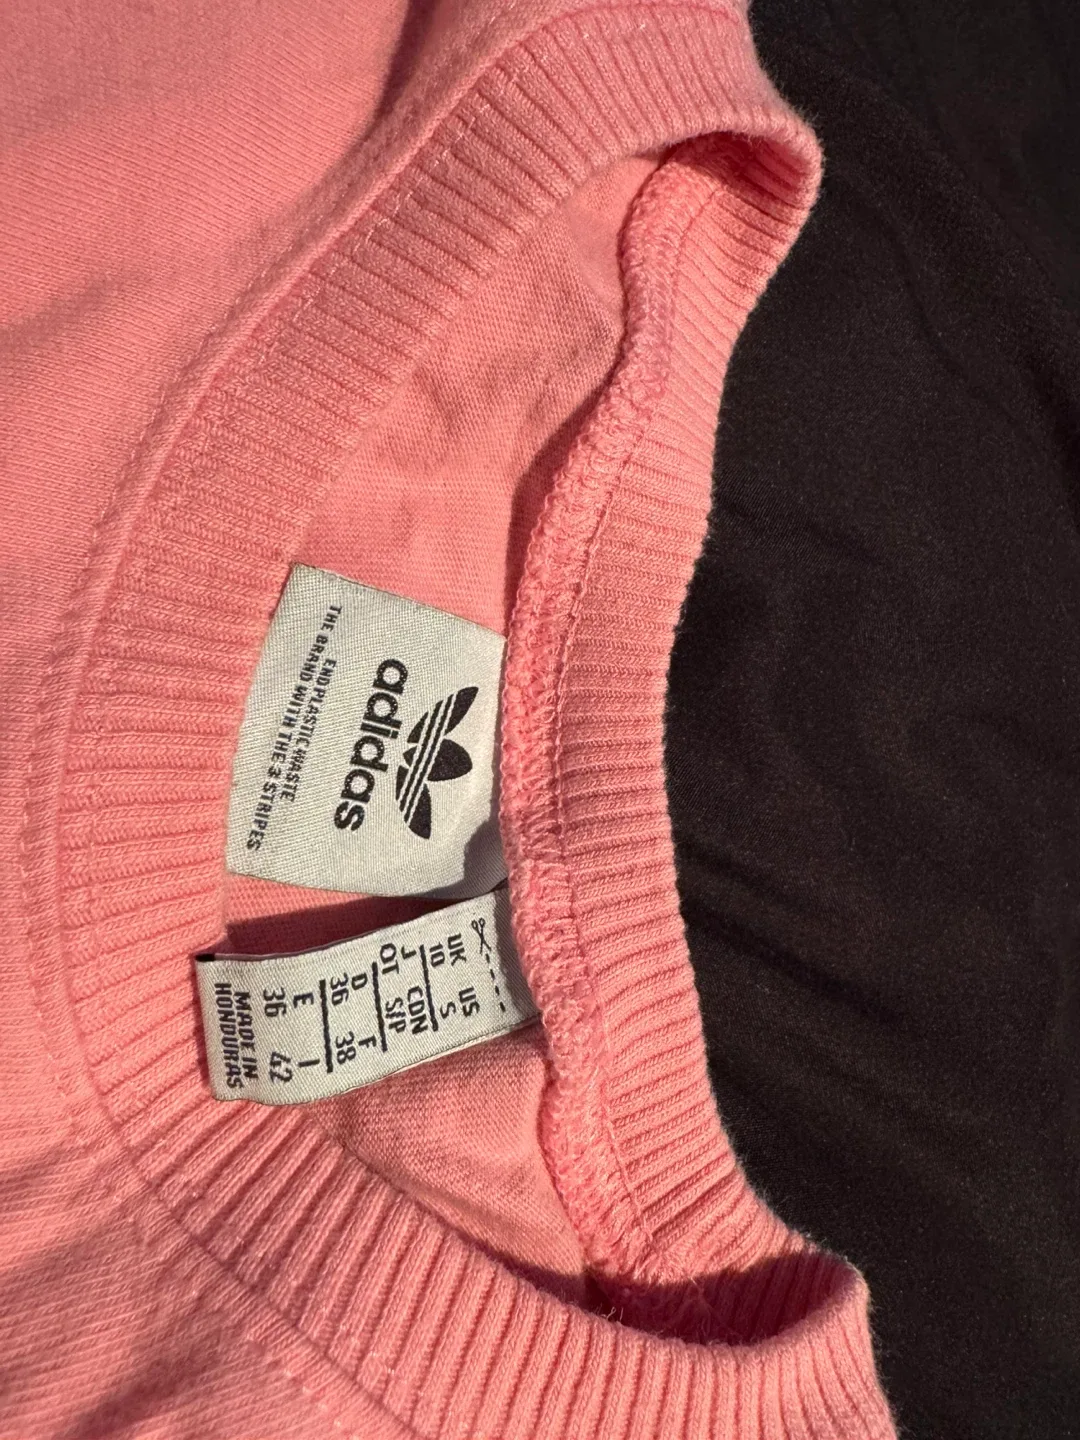 adidas
END PLASTIC WASTE
THE BRAND WITH THE 3 STRIPES
UK US
10 S
J CDN
OT S/P
D F
36 38
E I
36 42
MADE IN
HONDURAS